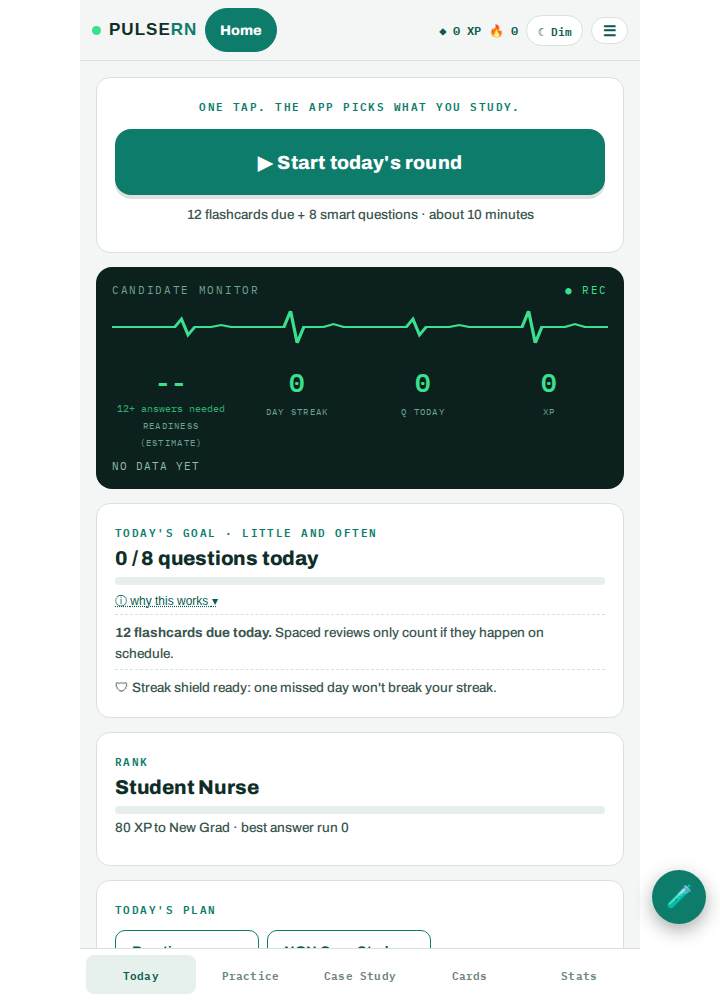 PULSERN Home ◆ 0 XP 🔥 0 ☾ Dim ☰
ONE TAP. THE APP PICKS WHAT YOU STUDY.
▶ Start today's round
12 flashcards due + 8 smart questions · about 10 minutes
CANDIDATE MONITOR ● REC
-- 0 0 0
12+ answers needed DAY STREAK Q TODAY XP
READINESS
(ESTIMATE)
NO DATA YET
TODAY'S GOAL · LITTLE AND OFTEN
0 / 8 questions today
ⓘ why this works ▾
12 flashcards due today. Spaced reviews only count if they happen on
schedule.
🛡 Streak shield ready: one missed day won't break your streak.
RANK
Student Nurse
80 XP to New Grad · best answer run 0
TODAY'S PLAN
Today Practice Case Study Cards Stats